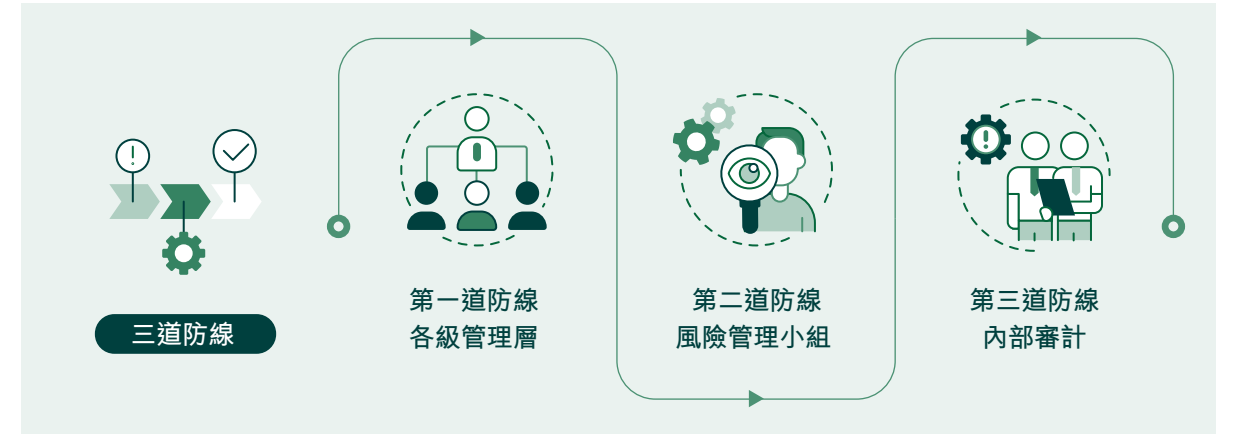 三道防線
第一道防線
各級管理層
第二道防線
風險管理小組
第三道防線
內部審計